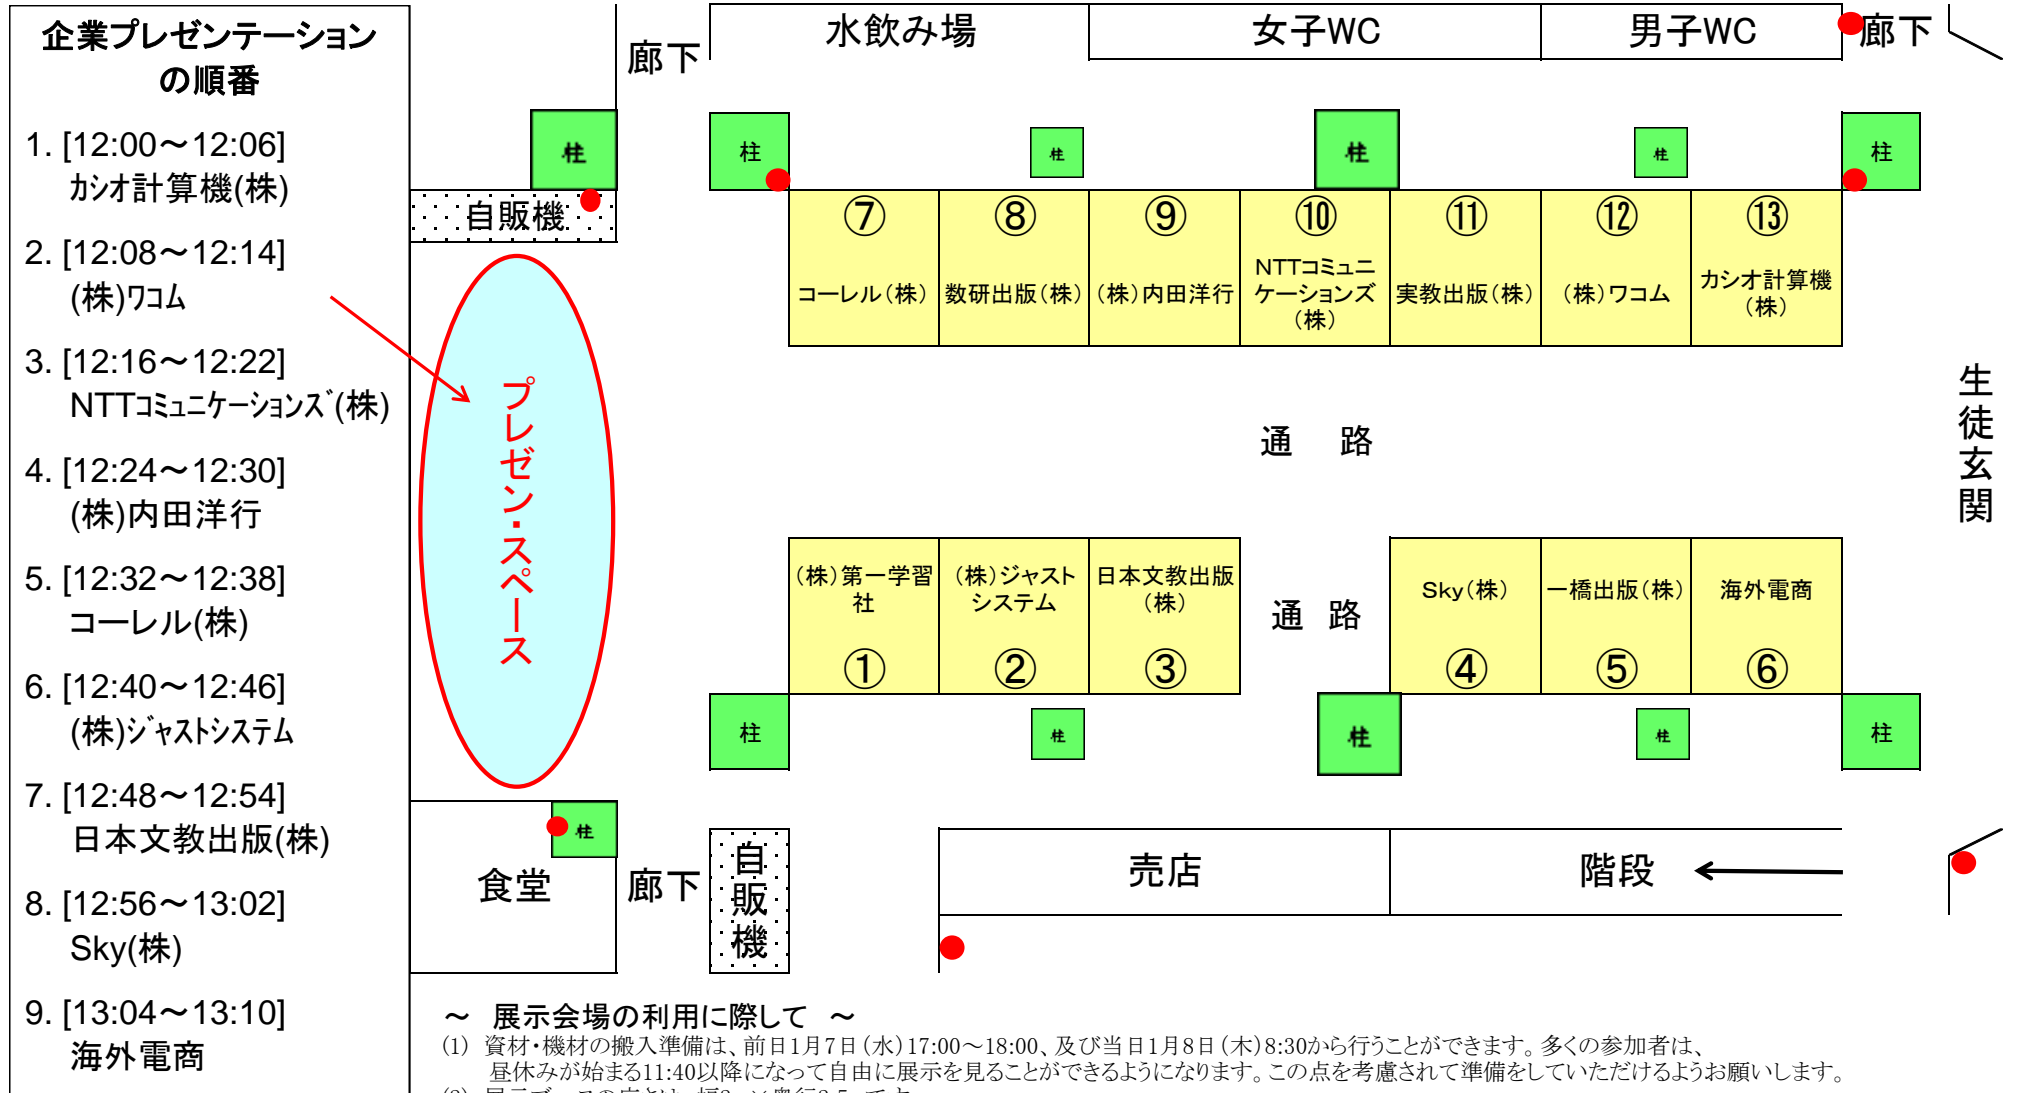 企業プレゼンテーション
の順番
1. [12:00～12:06]
ｶｼｵ計算機(株)
2. [12:08～12:14]
(株)ﾜｺﾑ
3. [12:16～12:22]
NTTｺﾐｭﾆｹｰｼｮﾝｽﾞ(株)
4. [12:24～12:30]
(株)内田洋行
5. [12:32～12:38]
コーレル(株)
6. [12:40～12:46]
(株)ｼﾞｬｽﾄｼｽﾃﾑ
7. [12:48～12:54]
日本文教出版(株)
8. [12:56～13:02]
Sky(株)
9. [13:04～13:10]
海外電商
廊下
水飲み場
女子WC
男子WC
廊下
柱
柱
柱
柱
柱
柱
自販機
⑦
コーレル（株）
⑧
数研出版（株）
⑨
（株）内田洋行
⑩
NTTコミュニ
ケーションズ
（株）
⑪
実教出版（株）
⑫
（株）ワコム
⑬
カシオ計算機
（株）
プレゼン・スペース
通　路
生徒玄関
（株）第一学習
社
①
（株）ジャスト
システム
②
日本文教出版
（株）
③
通 路
Sky（株）
④
一橋出版（株）
⑤
海外電商
⑥
柱
柱
柱
柱
柱
柱
食堂
廊下
自販機
売店
階段
～　展示会場の利用に際して　～
(1) 資材・機材の搬入準備は、前日1月7日（水）17:00～18:00、及び当日1月8日（木）8:30から行うことができます。多くの参加者は、
昼休みが始まる11:40以降になって自由に展示を見ることができるようになります。この点を考慮されて準備をしていただけるようお願いします。